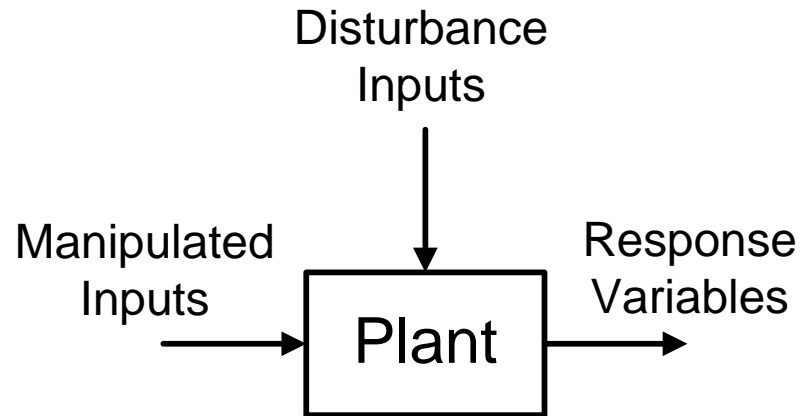 Disturbance
Inputs
Manipulated
Inputs
Response
Variables
Plant